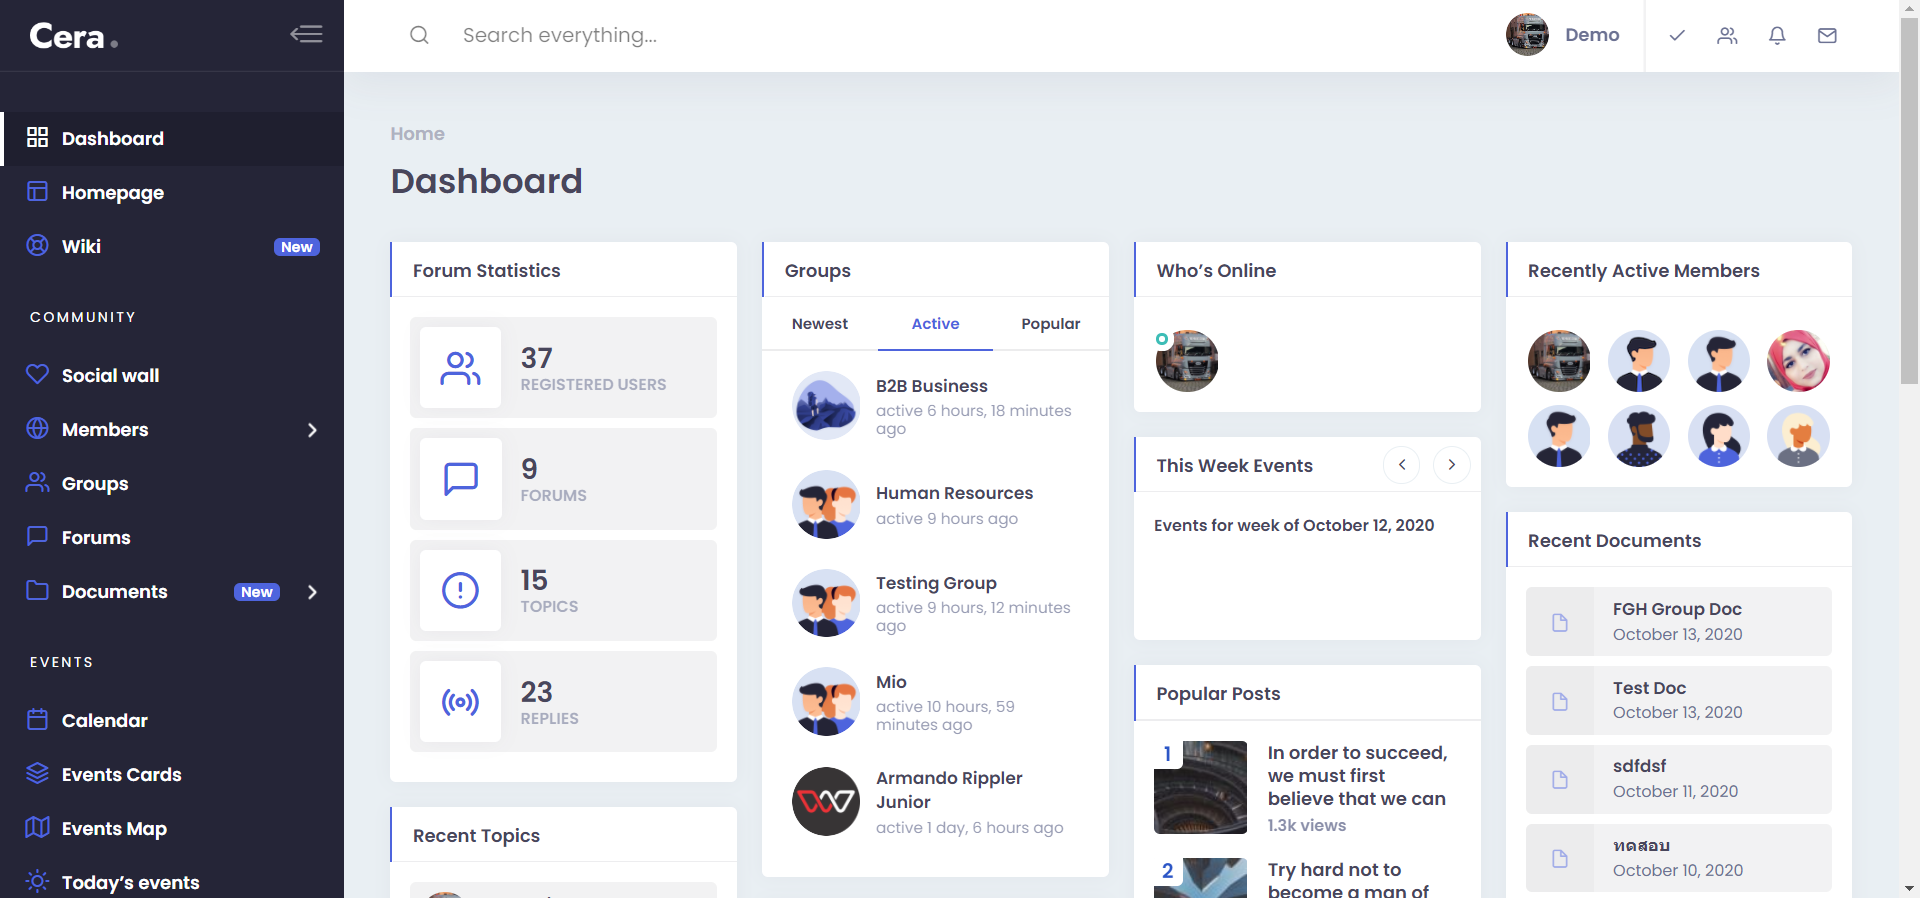 Cera.
Search everything...
Demo
Dashboard
Homepage
Wiki
New
COMMUNITY
Social wall
Members
Groups
Forums
Documents
New
EVENTS
Calendar
Events Cards
Events Map
Today's events
Home
Dashboard
Forum Statistics
37
REGISTERED USERS
9
FORUMS
15
TOPICS
23
REPLIES
Recent Topics
Groups
Newest
Active
Popular
B2B Business
active 6 hours, 18 minutes
ago
Human Resources
active 9 hours ago
Testing Group
active 9 hours, 12 minutes
ago
Mio
active 10 hours, 59
minutes ago
Armando Rippler
Junior
active 1 day, 6 hours ago
Who's Online
This Week Events
Events for week of October 12, 2020
Popular Posts
1
In order to succeed,
we must first
believe that we can
1.3k views
2
Try hard not to
become a man of
Recently Active Members
Recent Documents
FGH Group Doc
October 13, 2020
Test Doc
October 13, 2020
sdfdsf
October 11, 2020
ทดสอบ
October 10, 2020